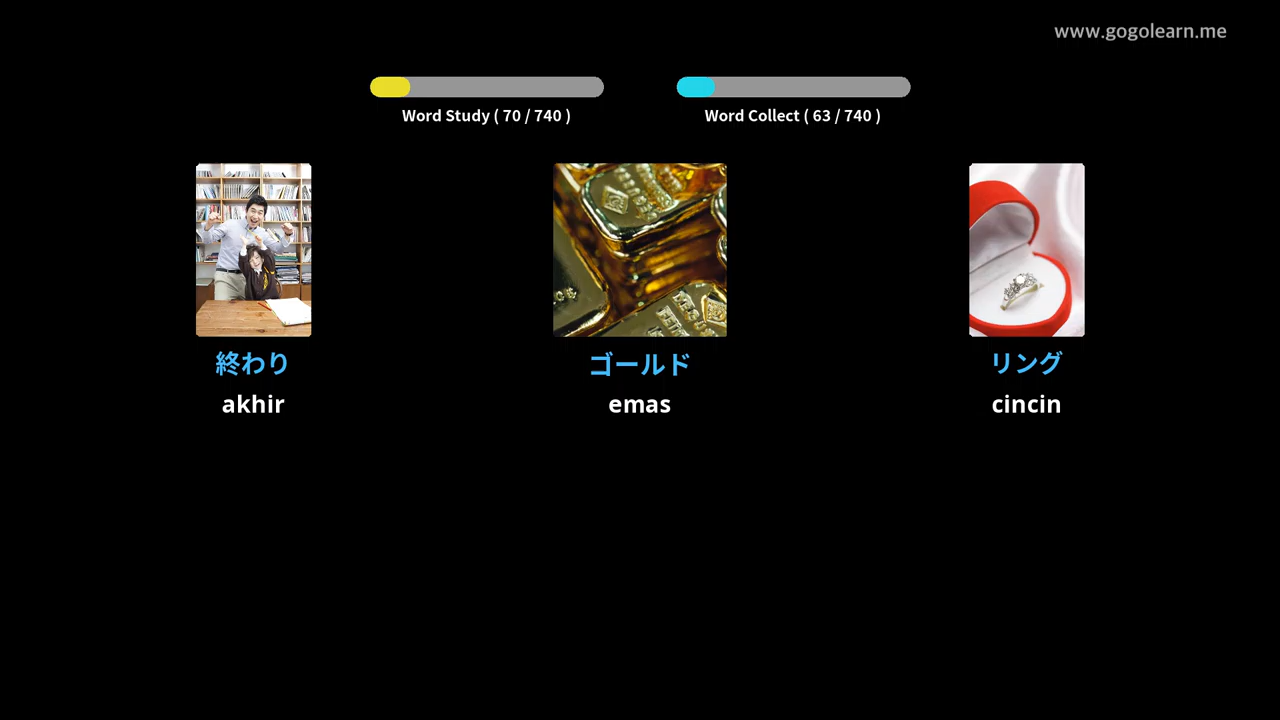 www.gogolearn.me
Word Study ( 70 / 740 )
Word Collect ( 63 / 740 )
終わり
ゴールド
リング
akhir
emas
cincin